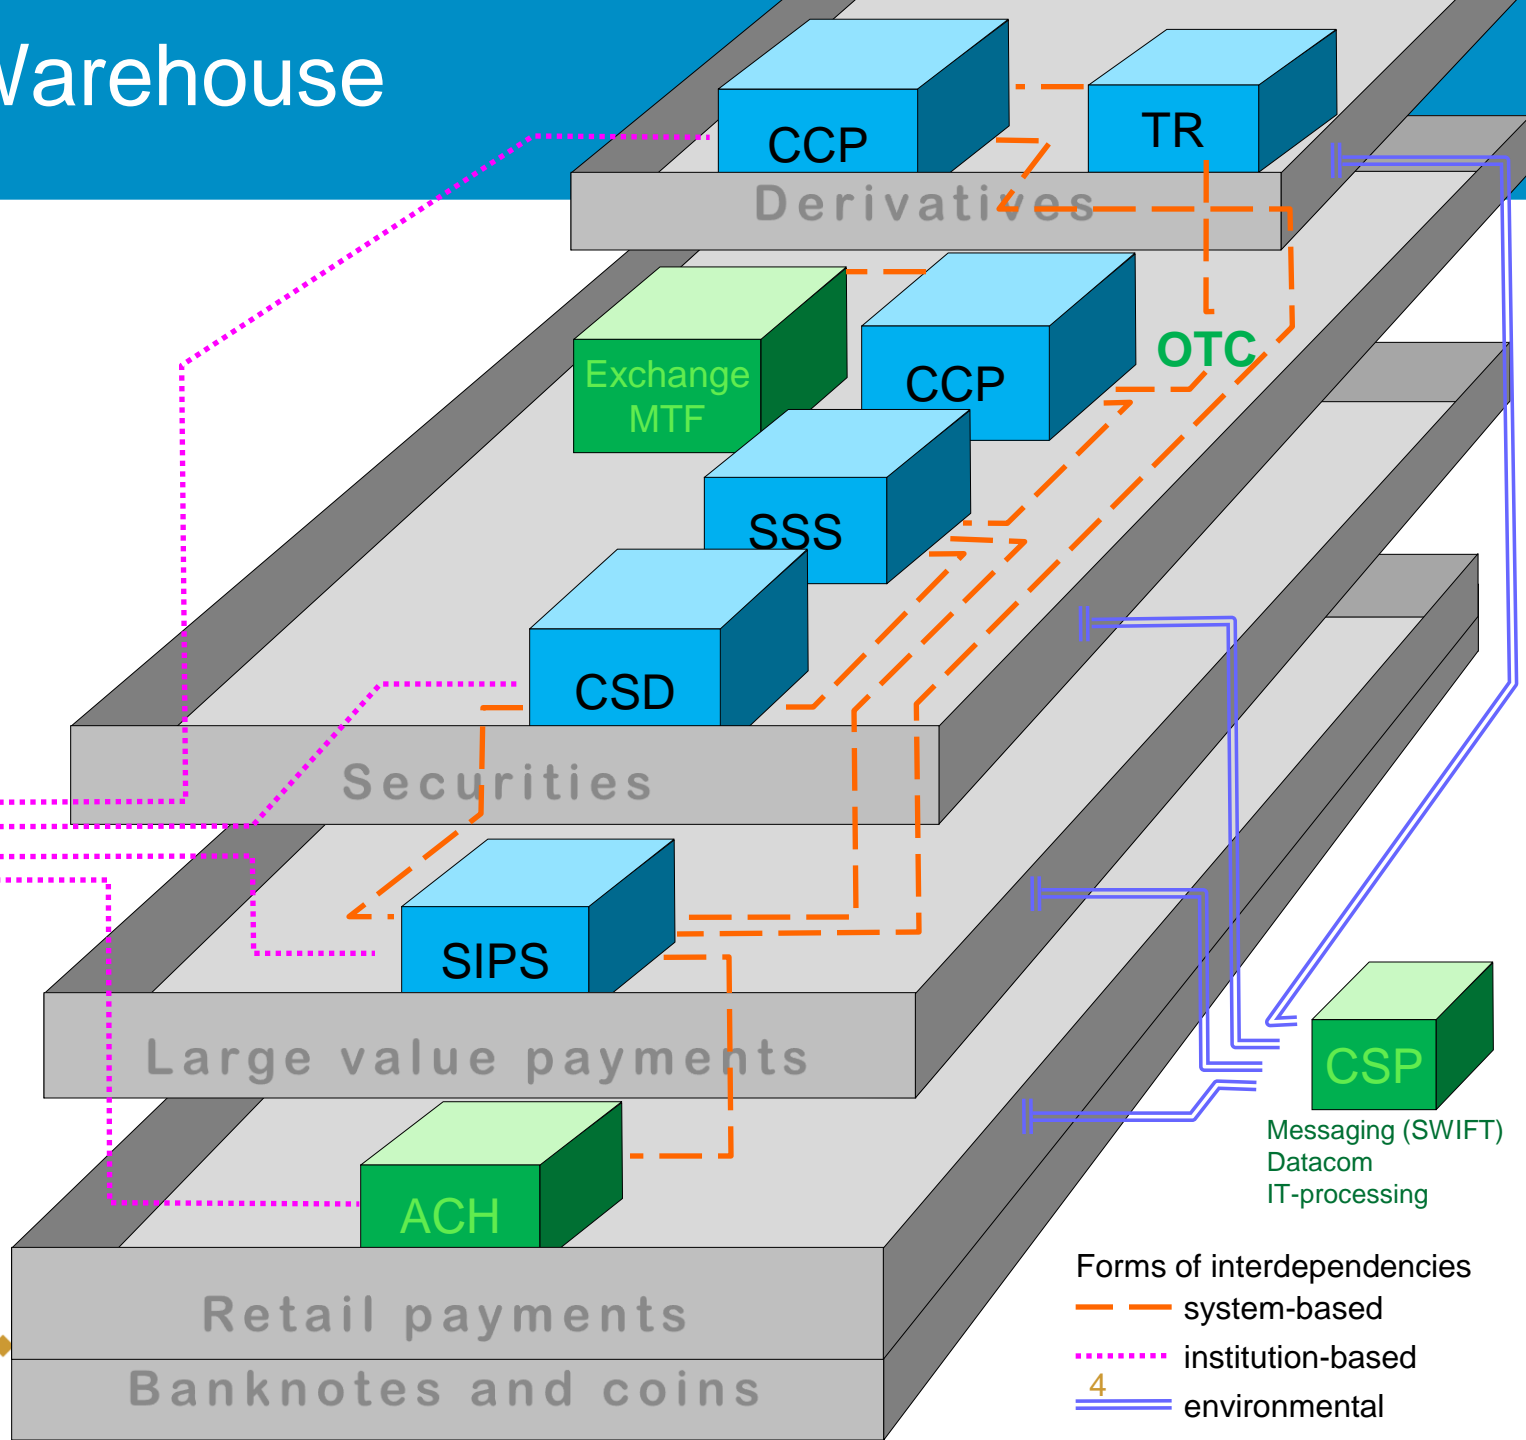 Warehouse
CCP
TR
Derivatives
Exchange
MTF
CCP
OTC
SSS
CSD
Securities
SIPS
Large value payments
CSP
Messaging (SWIFT)
Datacom
IT-processing
ACH
Retail payments
Banknotes and coins
Forms of interdependencies
system-based
institution-based
4
environmental